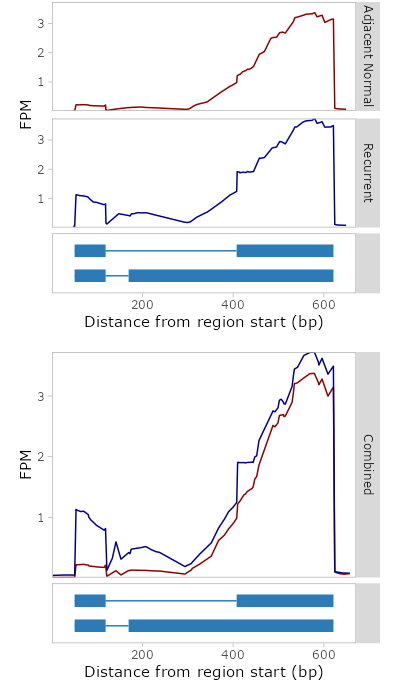 Adjacent Normal
3
2
1
FPM
Recurrent
3
2
1
200 400 600
Distance from region start (bp)
Combined
3
2
1
FPM
200 400 600
Distance from region start (bp)